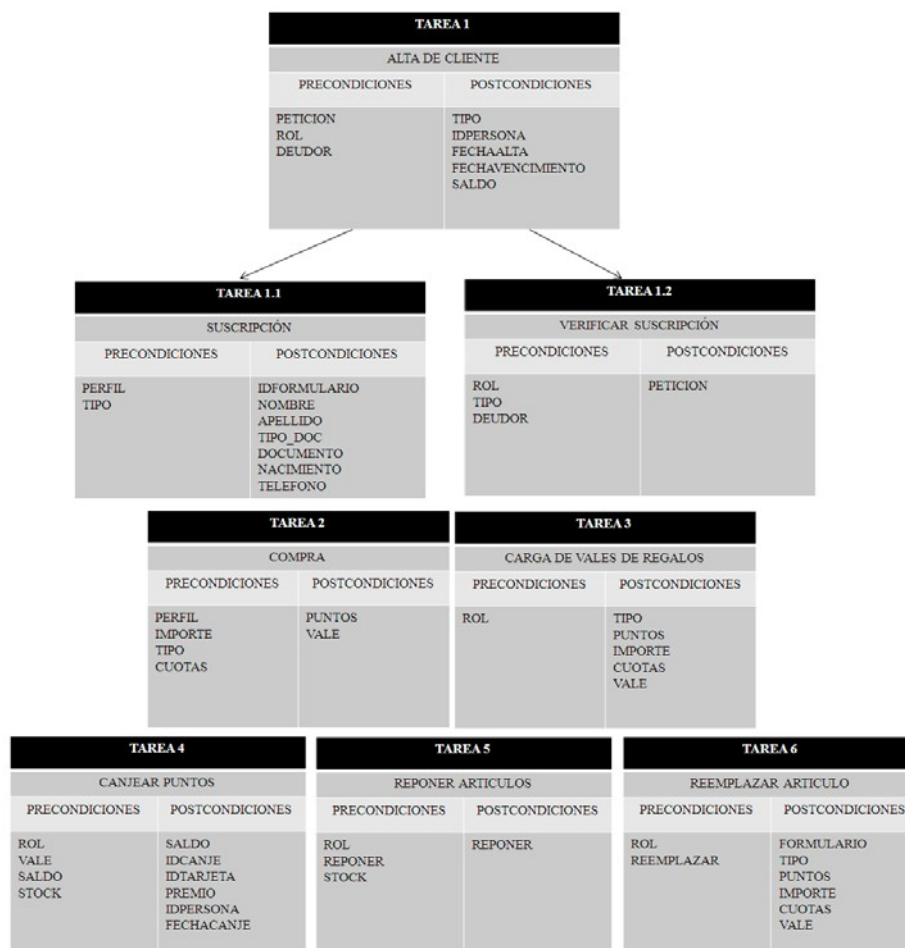 TAREA 1
ALTA DE CLIENTE
PRECONDICIONES
POSTCONDICIONES
PETICION
ROL
DEUDOR
TIPO
IDPERSONA
FECHAALTA
FECHAVENCIMIENTO
SALDO
TAREA 1.1
SUSCRIPCIÓN
PRECONDICIONES
POSTCONDICIONES
PERFIL
TIPO
IDFORMULARIO
NOMBRE
APELLIDO
TIPO_DOC
DOCUMENTO
NACIMIENTO
TELEFONO
TAREA 1.2
VERIFICAR SUSCRIPCIÓN
PRECONDICIONES
POSTCONDICIONES
ROL
TIPO
DEUDOR
PETICION
TAREA 2
COMPRA
PRECONDICIONES
POSTCONDICIONES
PERFIL
IMPORTE
TIPO
CUOTAS
PUNTOS
VALE
TAREA 3
CARGA DE VALES DE REGALOS
PRECONDICIONES
POSTCONDICIONES
ROL
TIPO
PUNTOS
IMPORTE
CUOTAS
VALE
TAREA 4
CANJEAR PUNTOS
PRECONDICIONES
POSTCONDICIONES
ROL
VALE
SALDO
STOCK
SALDO
IDCANJE
IDTARJETA
PREMIO
IDPERSONA
FECHACANJE
TAREA 5
REPONER ARTICULOS
PRECONDICIONES
POSTCONDICIONES
ROL
REPONER
STOCK
REPONER
TAREA 6
REEMPLAZAR ARTICULO
PRECONDICIONES
POSTCONDICIONES
ROL
REEMPLAZAR
FORMULARIO
TIPO
PUNTOS
IMPORTE
CUOTAS
VALE